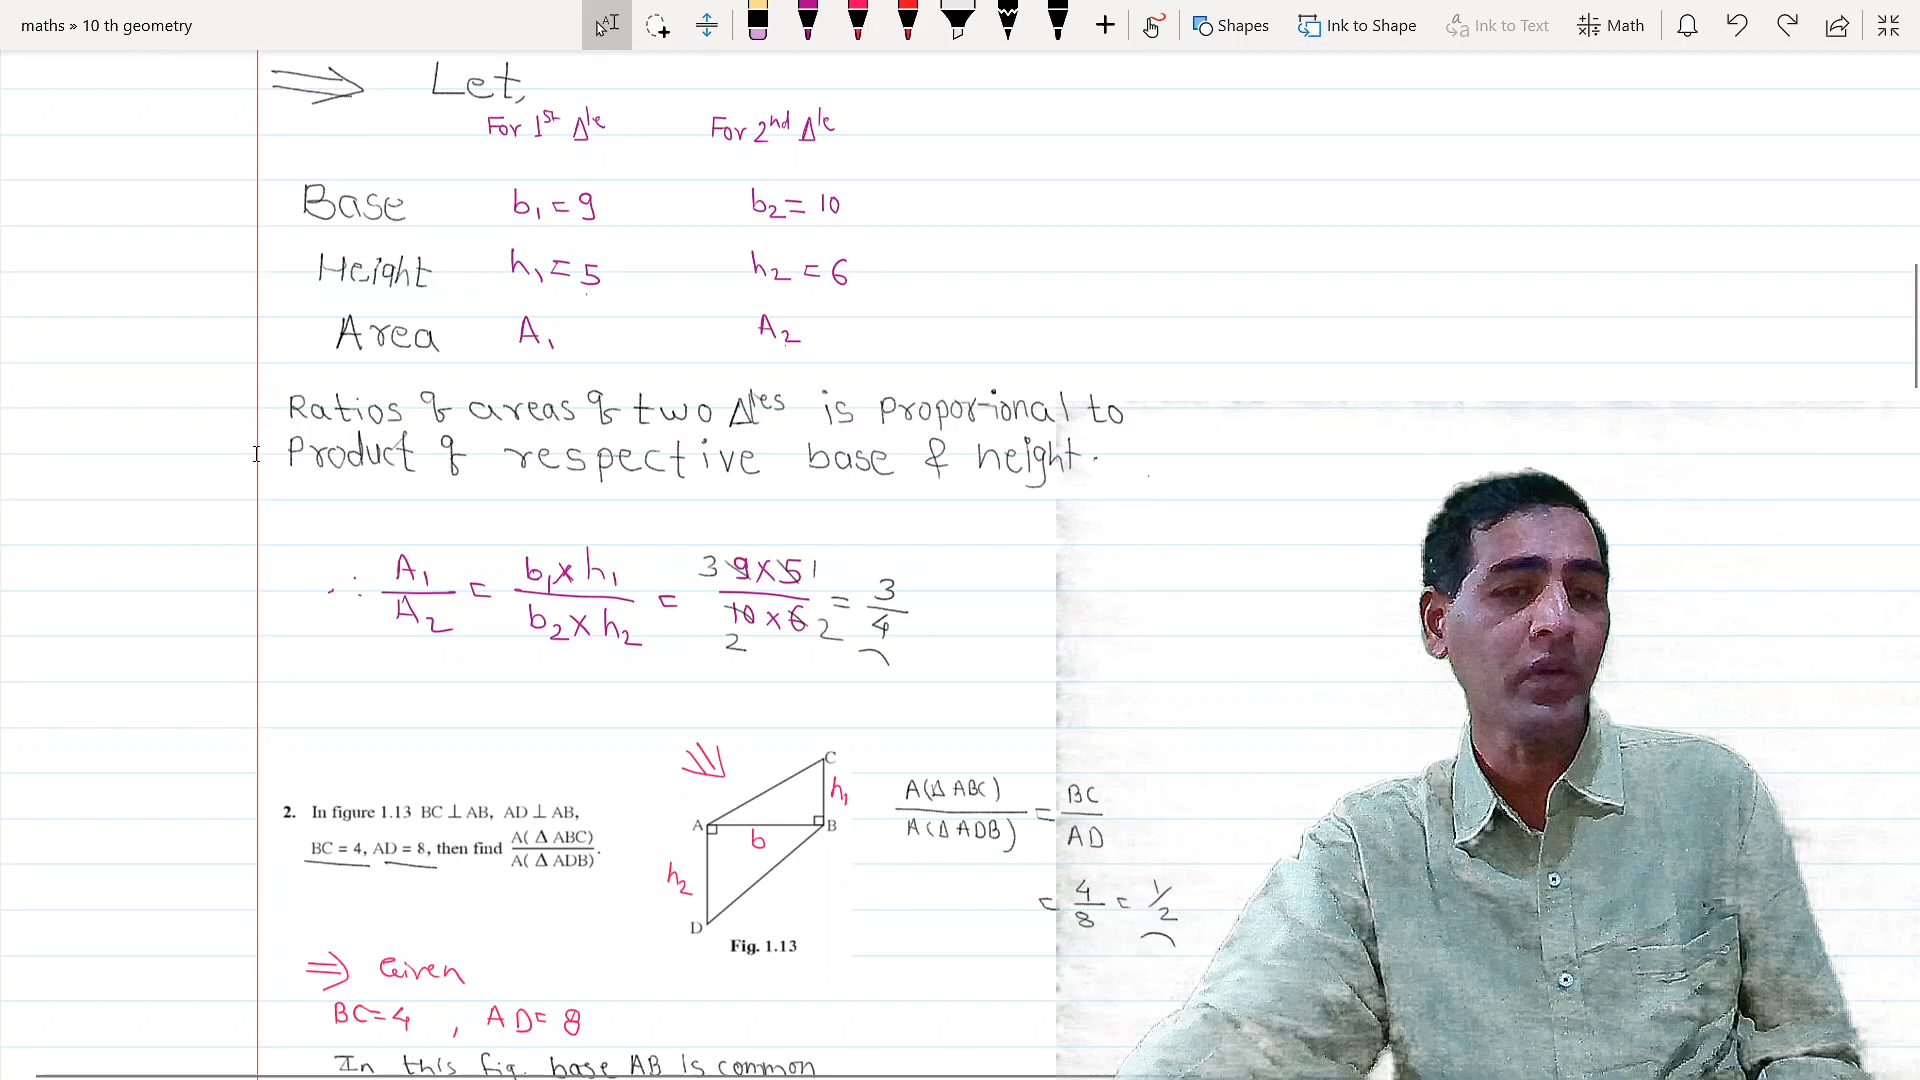 maths » 10 th geometry
Shapes Ink to Shape Ink to Text Math
Let,
For 1st Δle For 2nd Δle
Base b₁ = 9 b₂ = 10
Height h₁ = 5 h₂ = 6
Area A₁ A₂
Ratios of areas of two Δles is proportional to
Product of respective base & height.
∴ A₁/A₂ = b₁ x h₁ / b₂ x h₂ = 3 9 x 5 1 / 10 x 6 2 2 = 3/4
2. In figure 1.13 BC ⊥ AB, AD ⊥ AB,
BC = 4, AD = 8, then find A( Δ ABC) / A( Δ ADB).
C
h₁
A
B
b
h₂
D
Fig. 1.13
A(Δ ABC) / A(Δ ADB) = BC / AD
= 4/8 = 1/2
⇒ Given
BC = 4 , AD = 8
In this fig. base AB is common